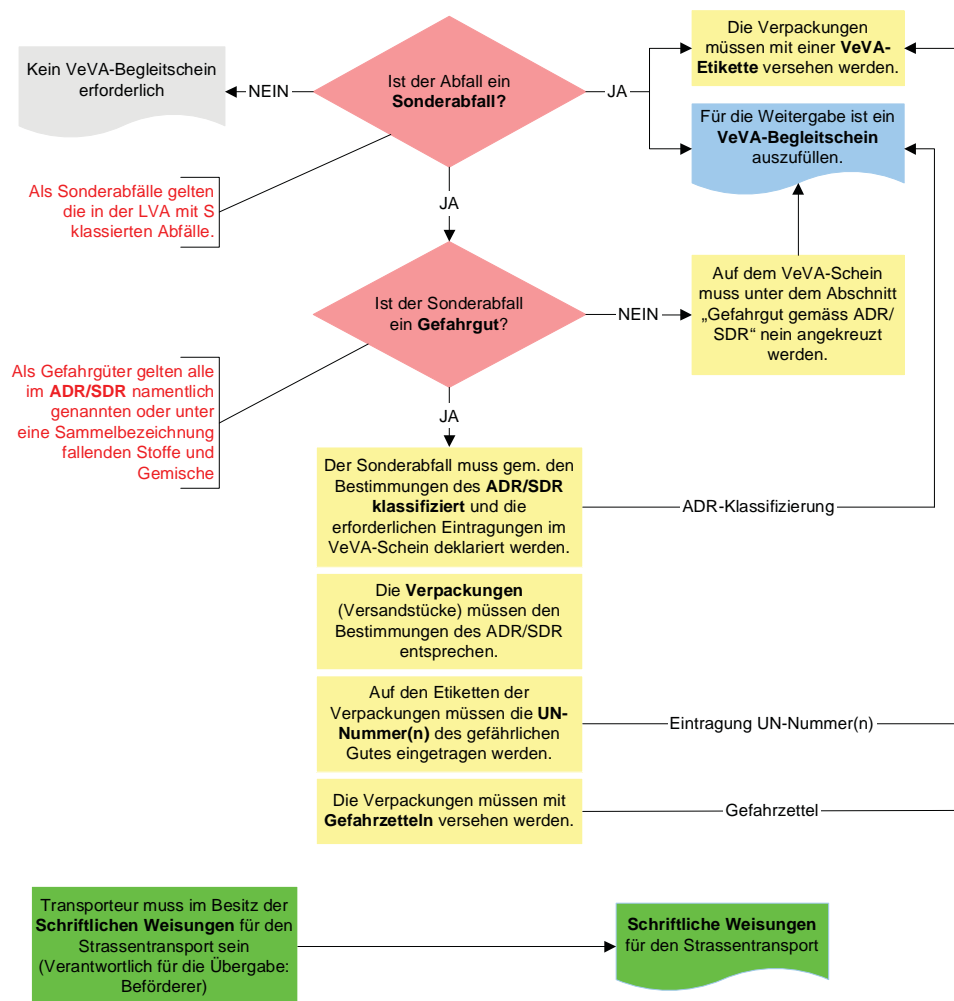 Kein VeVA-Begleitschein
erforderlich
NEIN
Ist der Abfall ein
Sonderabfall?
JA
Die Verpackungen
müssen mit einer VeVA-
Etikette versehen werden.
Für die Weitergabe ist ein
VeVA-Begleitschein
auszufüllen.
Als Sonderabfälle gelten
die in der LVA mit S
klassierten Abfälle.
JA
Ist der Sonderabfall
ein Gefahrgut?
NEIN
Auf dem VeVA-Schein
muss unter dem Abschnitt
„Gefahrgut gemäss ADR/
SDR“ nein angekreuzt
werden.
Als Gefahrgüter gelten alle
im ADR/SDR namentlich
genannten oder unter
eine Sammelbezeichnung
fallenden Stoffe und
Gemische
JA
Der Sonderabfall muss gem. den
Bestimmungen des ADR/SDR
klassifiziert und die
erforderlichen Eintragungen im
VeVA-Schein deklariert werden.
ADR-Klassifizierung
Die Verpackungen
(Versandstücke) müssen den
Bestimmungen des ADR/SDR
entsprechen.
Auf den Etiketten der
Verpackungen müssen die UN-
Nummer(n) des gefährlichen
Gutes eingetragen werden.
Eintragung UN-Nummer(n)
Die Verpackungen müssen mit
Gefahrzetteln versehen werden.
Gefahrzettel
Transporteur muss im Besitz der
Schriftlichen Weisungen für den
Strassentransport sein
(Verantwortlich für die Übergabe:
Beförderer)
Schriftliche Weisungen
für den Strassentransport